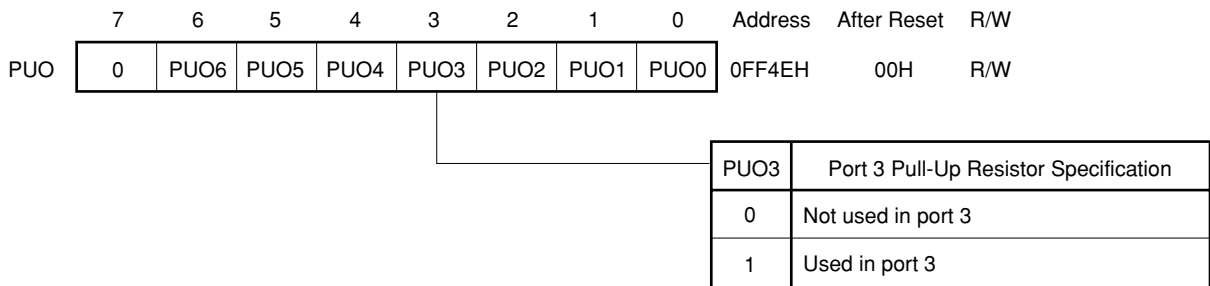 7 6 5 4 3 2 1 0 Address After Reset R/W
PUO 0 PUO6 PUO5 PUO4 PUO3 PUO2 PUO1 PUO0 0FF4EH 00H R/W
PUO3 Port 3 Pull-Up Resistor Specification
0 Not used in port 3
1 Used in port 3